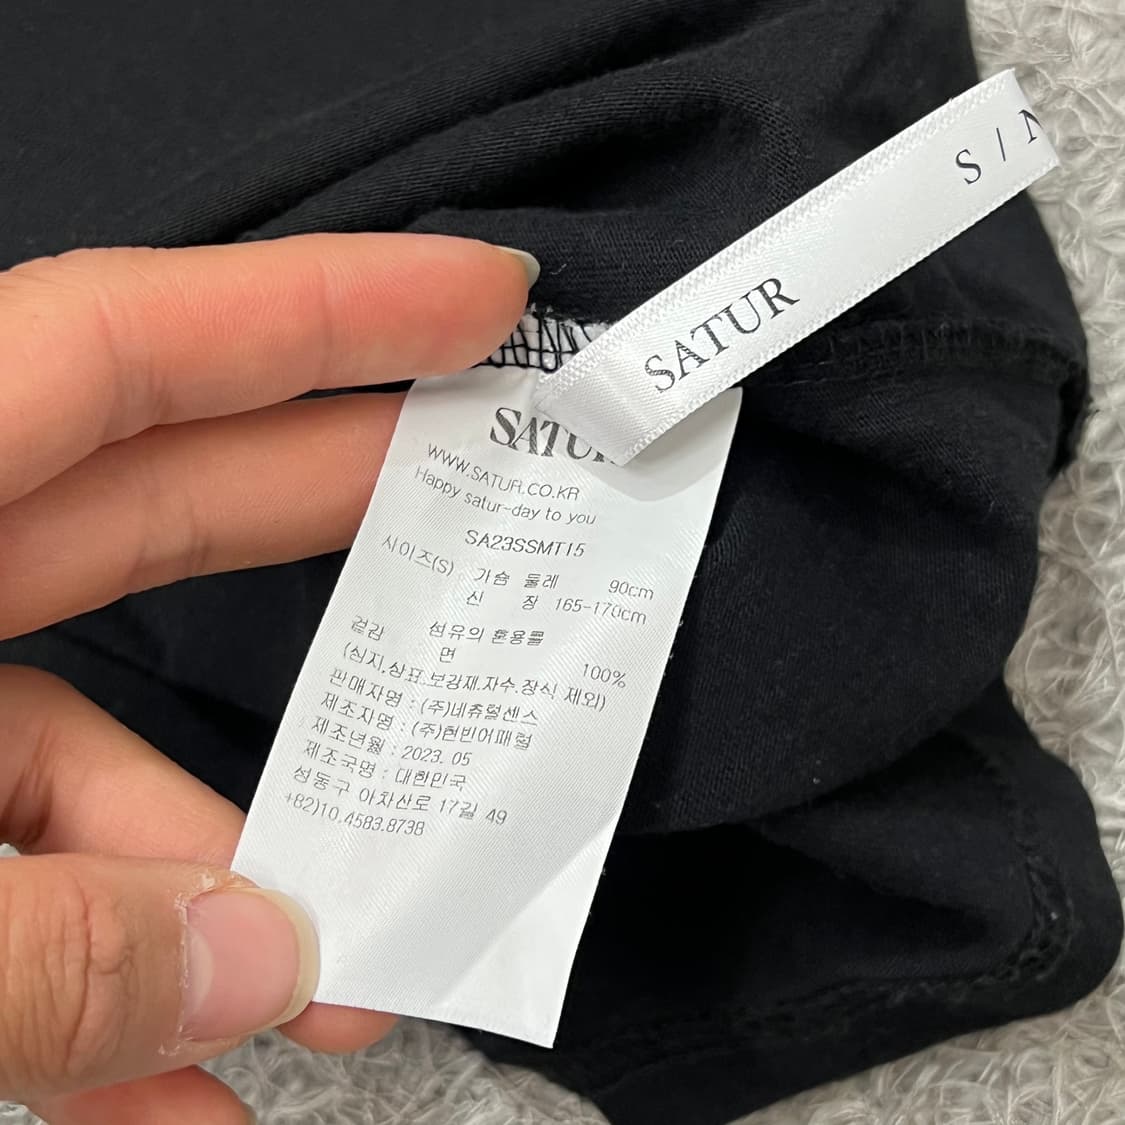 S / N
SATUR
SATUR
WWW.SATUR.CO.KR
Happy satur-day to you
SA23SSMT15
사이즈(S) 가슴 둘레 90cm
신 장 165-170cm
겉감 섬유의 혼용률
면 100%
(심지,상표.보강재.자수.장식 제외)
판매자명 : (주)네츄럴센스
제조자명 : (주)현빈어패럴
제조년월 : 2023. 05
제조국명 : 대한민국
성동구 아차산로 17길 49
+82)10.4583.8738